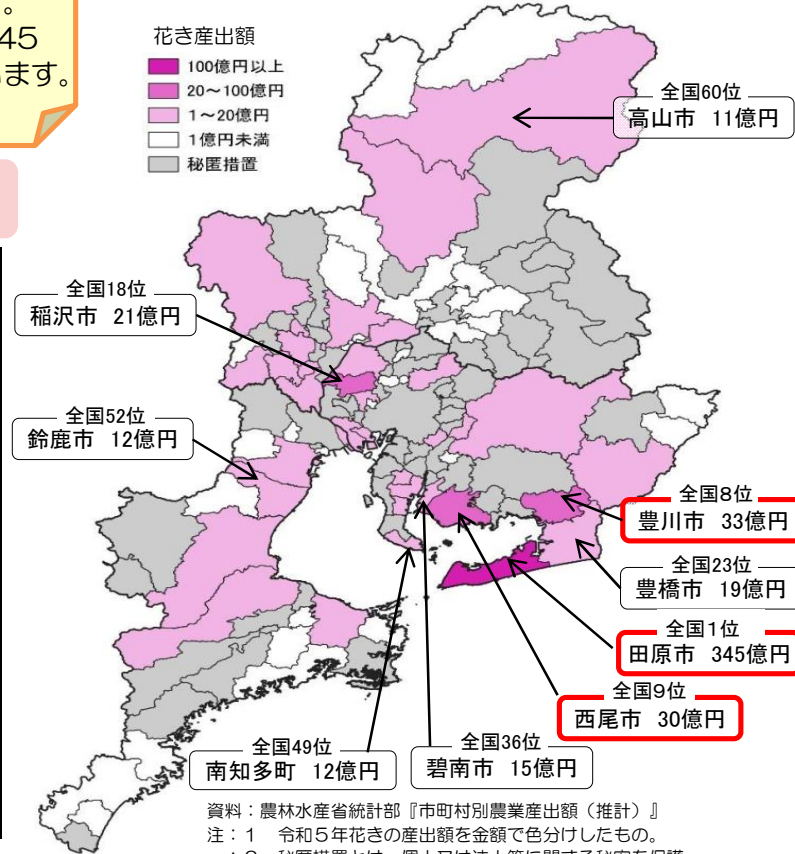 。
45
います。
花き産出額
100億円以上
20～100億円
1～20億円
1億円未満
秘匿措置
全国60位
高山市 11億円
全国18位
稲沢市 21億円
全国52位
鈴鹿市 12億円
全国8位
豊川市 33億円
全国23位
豊橋市 19億円
全国1位
田原市 345億円
全国9位
西尾市 30億円
全国49位
南知多町 12億円
全国36位
碧南市 15億円
資料：農林水産省統計部『市町村別農業産出額（推計）』
注：1 令和5年花きの産出額を金額で色分けしたもの。